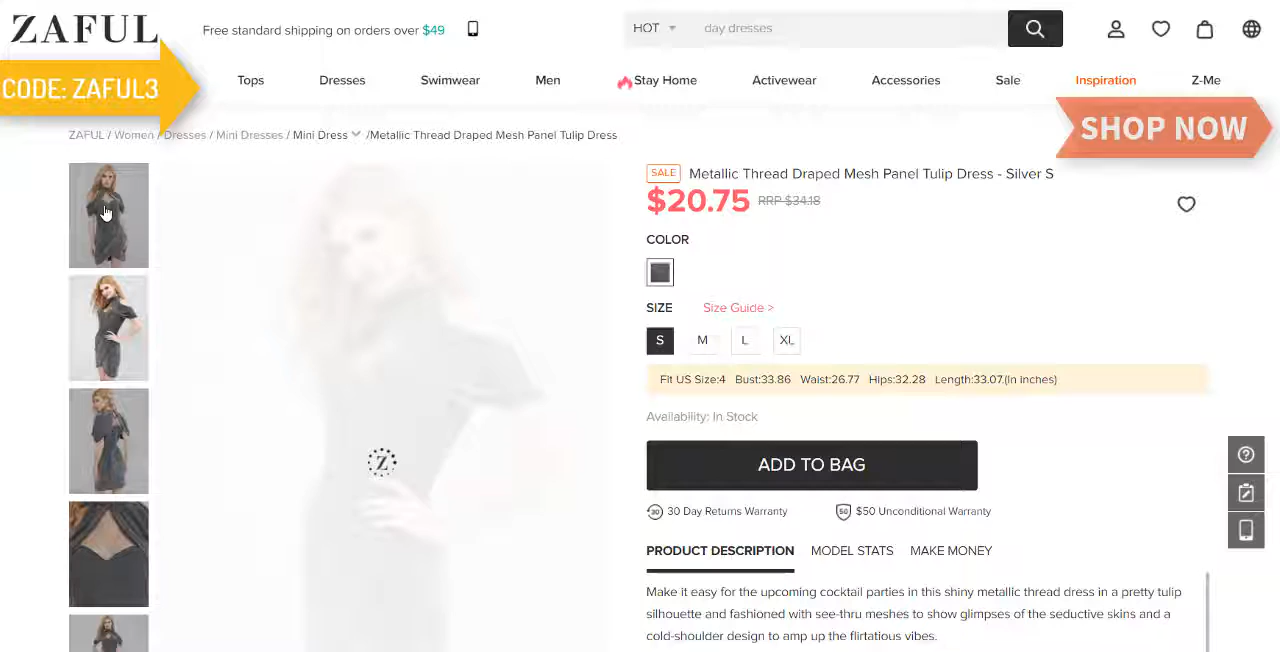 ZAFUL
Free standard shipping on orders over $49
HOT
day dresses
CODE: ZAFUL3
Tops
Dresses
Swimwear
Men
Stay Home
Activewear
Accessories
Sale
Inspiration
Z-Me
SHOP NOW
ZAFUL / Women / Dresses / Mini Dresses / Mini Dress /Metallic Thread Draped Mesh Panel Tulip Dress
SALE Metallic Thread Draped Mesh Panel Tulip Dress - Silver S
$20.75 RRP $34.18
COLOR
SIZE Size Guide >
S M L XL
Fit US Size:4 Bust:33.86 Waist:26.77 Hips:32.28 Length:33.07.(In inches)
Availability: In Stock
Z
ADD TO BAG
30 30 Day Returns Warranty
50 $50 Unconditional Warranty
PRODUCT DESCRIPTION MODEL STATS MAKE MONEY
Make it easy for the upcoming cocktail parties in this shiny metallic thread dress in a pretty tulip
silhouette and fashioned with see-thru meshes to show glimpses of the seductive skins and a
cold-shoulder design to amp up the flirtatious vibes.